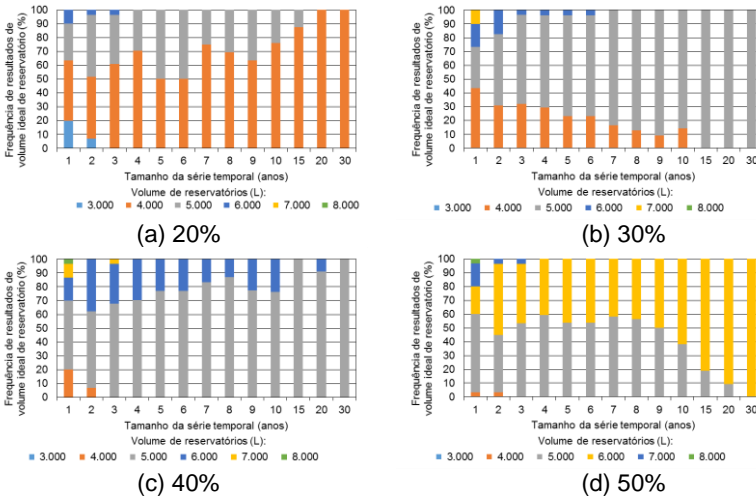 Frequência de resultados de
volume ideal de reservatório (%)
100
90
80
70
60
50
40
30
20
10
0
1 2 3 4 5 6 7 8 9 10 15 20 30
Tamanho da série temporal (anos)
Volume de reservatórios (L):
3.000 4.000 5.000 6.000 7.000 8.000
(a) 20%
Frequência de resultados de
volume ideal de reservatório (%)
100
90
80
70
60
50
40
30
20
10
0
1 2 3 4 5 6 7 8 9 10 15 20 30
Tamanho da série temporal (anos)
Volume de reservatórios (L):
3.000 4.000 5.000 6.000 7.000 8.000
(b) 30%
Frequência de resultados de
volume ideal de reservatório (%)
100
90
80
70
60
50
40
30
20
10
0
1 2 3 4 5 6 7 8 9 10 15 20 30
Tamanho da série temporal (anos)
Volume de reservatórios (L):
3.000 4.000 5.000 6.000 7.000 8.000
(c) 40%
Frequência de resultados de
volume ideal de reservatório (%)
100
90
80
70
60
50
40
30
20
10
0
1 2 3 4 5 6 7 8 9 10 15 20 30
Tamanho da série temporal (anos)
Volume de reservatórios (L):
3.000 4.000 5.000 6.000 7.000 8.000
(d) 50%